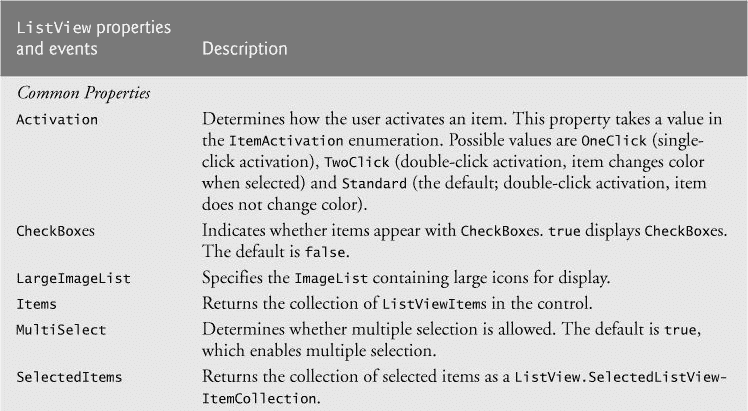 ListView properties
and events
Description
Common Properties
Activation
Determines how the user activates an item. This property takes a value in
the ItemActivation enumeration. Possible values are OneClick (single-
click activation), TwoClick (double-click activation, item changes color
when selected) and Standard (the default; double-click activation, item
does not change color).
CheckBoxes
Indicates whether items appear with CheckBoxes. true displays CheckBoxes.
The default is false.
LargeImageList
Specifies the ImageList containing large icons for display.
Items
Returns the collection of ListViewItems in the control.
MultiSelect
Determines whether multiple selection is allowed. The default is true,
which enables multiple selection.
SelectedItems
Returns the collection of selected items as a ListView.SelectedListView-
ItemCollection.